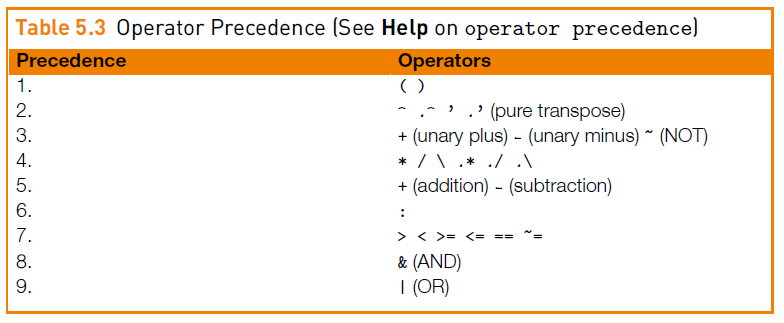 Table 5.3 Operator Precedence (See Help on operator precedence)
Precedence Operators
1. ( )
2. ^ .^ ' .' (pure transpose)
3. + (unary plus) - (unary minus) ~ (NOT)
4. * / \ .* ./ .\
5. + (addition) - (subtraction)
6. :
7. > < >= <= == ~=
8. & (AND)
9. | (OR)